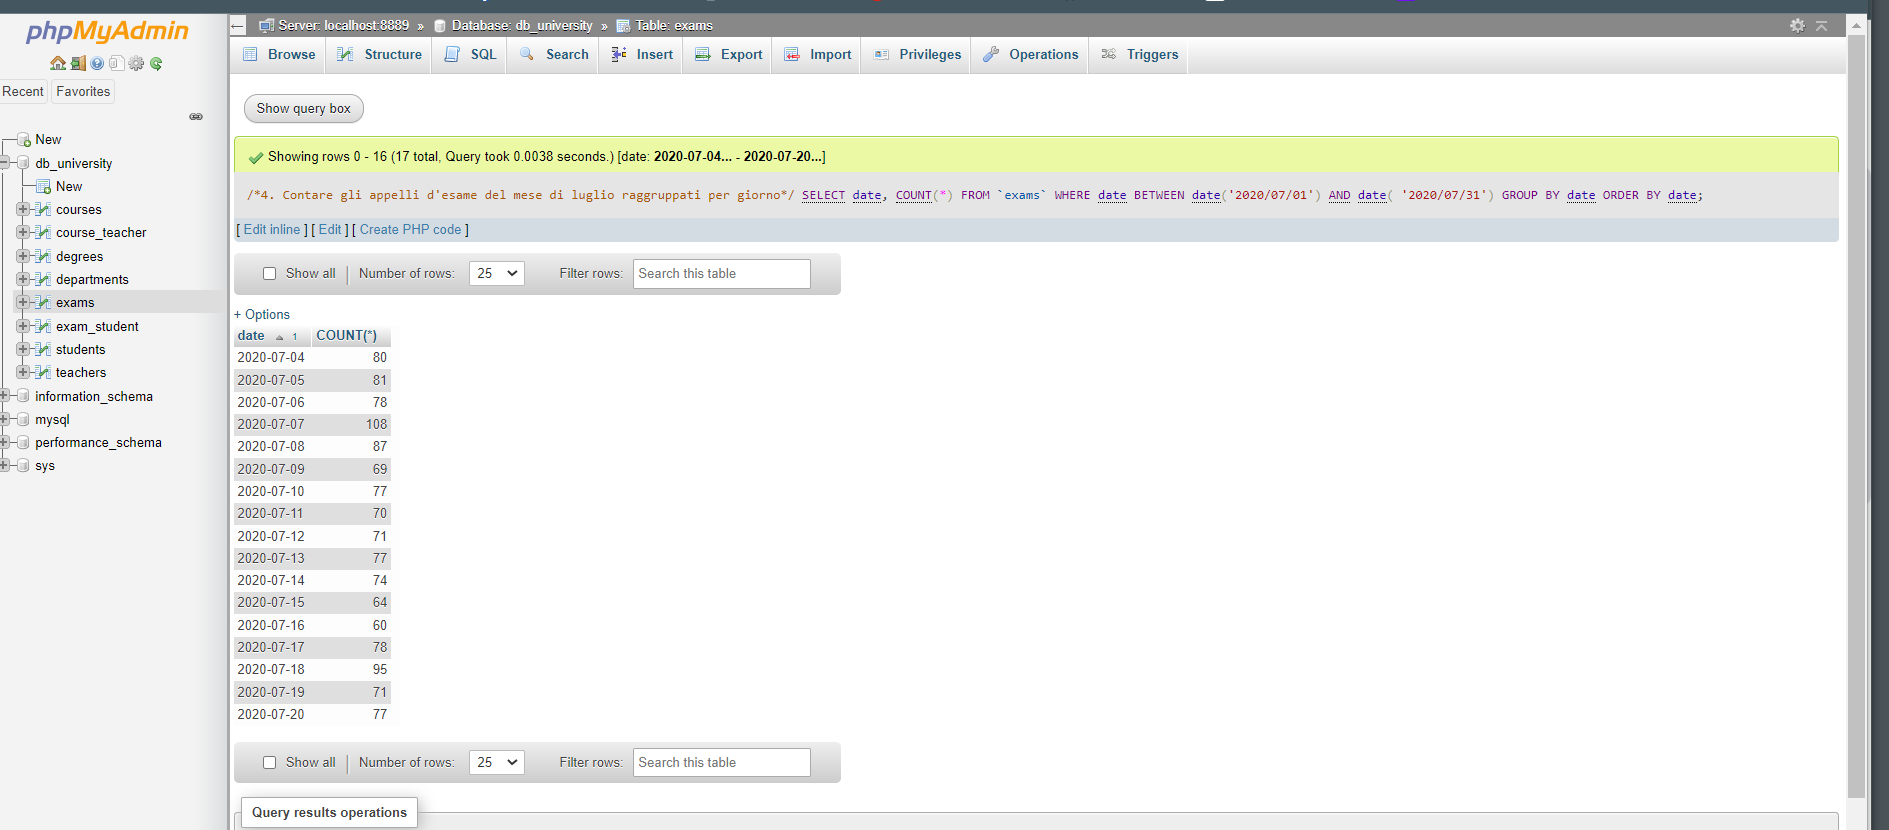 phpMyAdmin
Recent Favorites
New
db_university
New
courses
course_teacher
degrees
departments
exams
exam_student
students
teachers
information_schema
mysql
performance_schema
sys
Server: localhost:8889 » Database: db_university » Table: exams
Browse Structure SQL Search Insert Export Import Privileges Operations Triggers
Show query box
Showing rows 0 - 16 (17 total, Query took 0.0038 seconds.) [date: 2020-07-04... - 2020-07-20...]
/*4. Contare gli appelli d'esame del mese di luglio raggruppati per giorno*/ SELECT date, COUNT(*) FROM `exams` WHERE date BETWEEN date('2020/07/01') AND date( '2020/07/31') GROUP BY date ORDER BY date;
[ Edit inline ] [ Edit ] [ Create PHP code ]
Show all | Number of rows: 25 Filter rows: Search this table
+ Options
date 1 COUNT(*)
2020-07-04 80
2020-07-05 81
2020-07-06 78
2020-07-07 108
2020-07-08 87
2020-07-09 69
2020-07-10 77
2020-07-11 70
2020-07-12 71
2020-07-13 77
2020-07-14 74
2020-07-15 64
2020-07-16 60
2020-07-17 78
2020-07-18 95
2020-07-19 71
2020-07-20 77
Show all | Number of rows: 25 Filter rows: Search this table
Query results operations